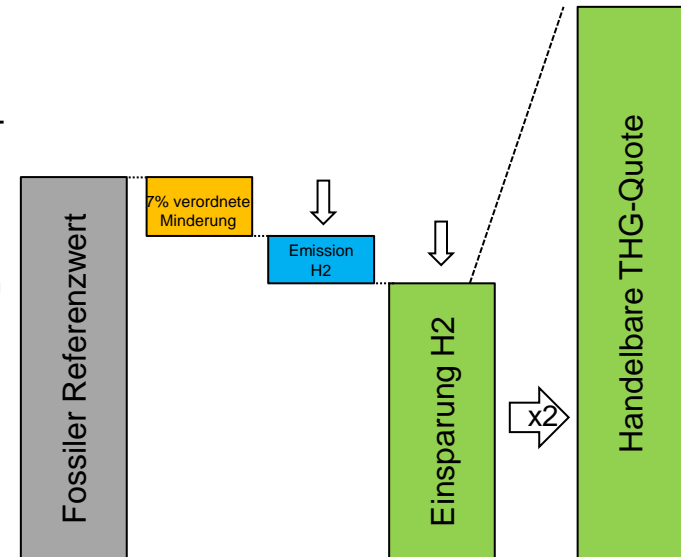 Fossiler Referenzwert
7% verordnete
Minderung
Emission
H2
Einsparung H2
x2
Handelbare THG-Quote